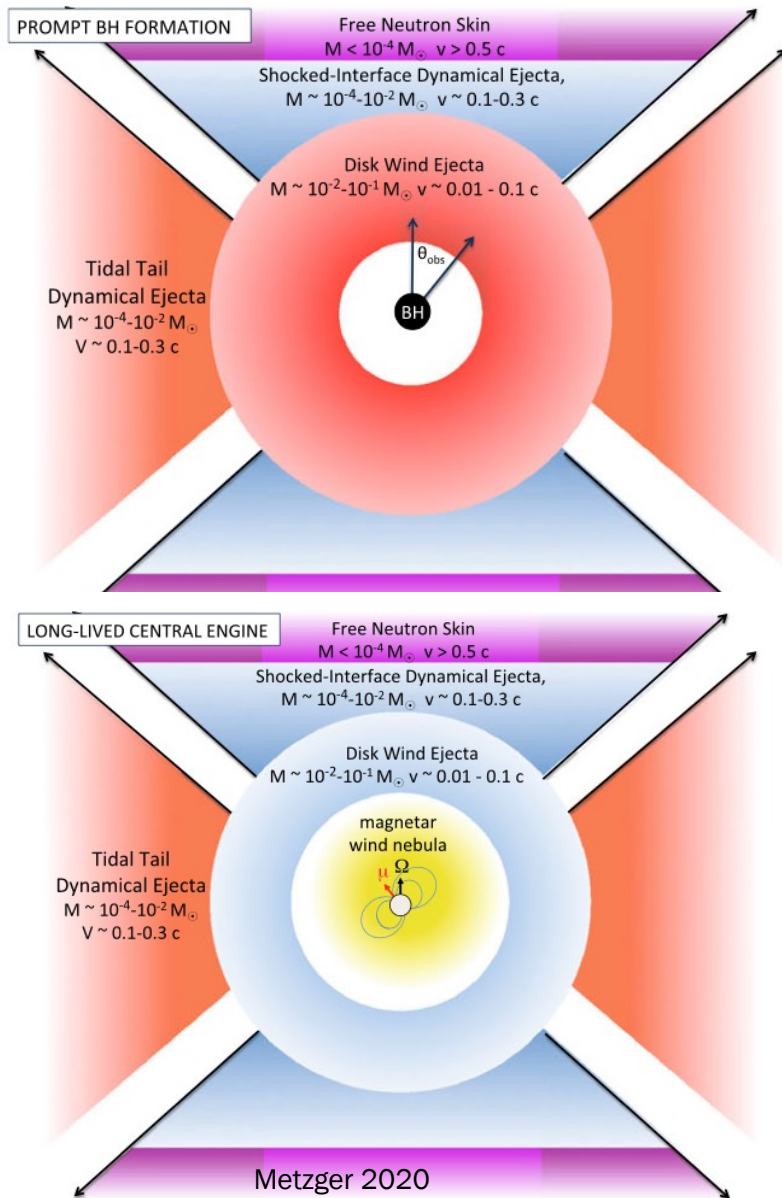 PROMPT BH FORMATION
Free Neutron Skin
M < 10⁻⁴ M☉ v > 0.5 c
Shocked-Interface Dynamical Ejecta,
M ~ 10⁻⁴-10⁻² M☉ v ~ 0.1-0.3 c
Disk Wind Ejecta
M ~ 10⁻²-10⁻¹ M☉ v ~ 0.01 - 0.1 c
θobs
BH
Tidal Tail
Dynamical Ejecta
M ~ 10⁻⁴-10⁻² M☉
V ~ 0.1-0.3 c
LONG-LIVED CENTRAL ENGINE
Free Neutron Skin
M < 10⁻⁴ M☉ v > 0.5 c
Shocked-Interface Dynamical Ejecta,
M ~ 10⁻⁴-10⁻² M☉ v ~ 0.1-0.3 c
Disk Wind Ejecta
M ~ 10⁻²-10⁻¹ M☉ v ~ 0.01 - 0.1 c
magnetar
wind nebula
μ Ω
Tidal Tail
Dynamical Ejecta
M ~ 10⁻⁴-10⁻² M☉
V ~ 0.1-0.3 c
Metzger 2020